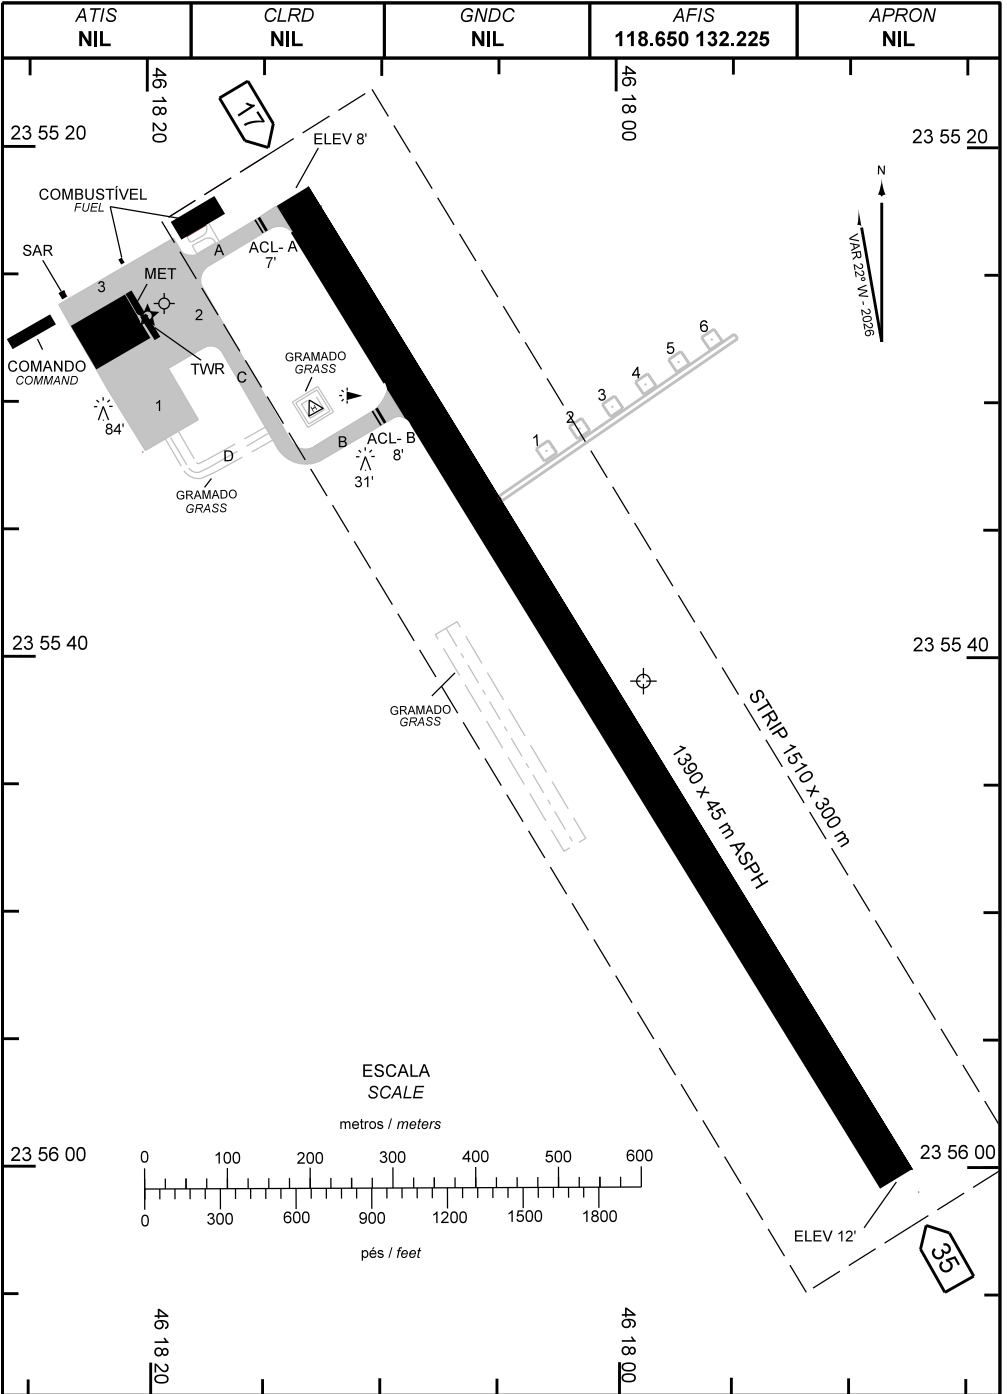 ATIS
NIL
CLRD
NIL
GNDC
NIL
AFIS
118.650 132.225
APRON
NIL
46 18 20
46 18 00
17
23 55 20
23 55 20
ELEV 8'
N
VAR 22° W - 2026
COMBUSTÍVEL
FUEL
SAR
A
ACL- A
7'
MET
3
2
TWR
COMANDO
COMMAND
C
GRAMADO
GRASS
1
84'
B
ACL- B
8'
31'
D
GRAMADO
GRASS
1
2
3
4
5
6
H
23 55 40
23 55 40
GRAMADO
GRASS
STRIP 1510 x 300 m
1390 x 45 m ASPH
ESCALA
SCALE
metros / meters
0 100 200 300 400 500 600
0 300 600 900 1200 1500 1800
pés / feet
23 56 00
23 56 00
ELEV 12'
35
46 18 20
46 18 00